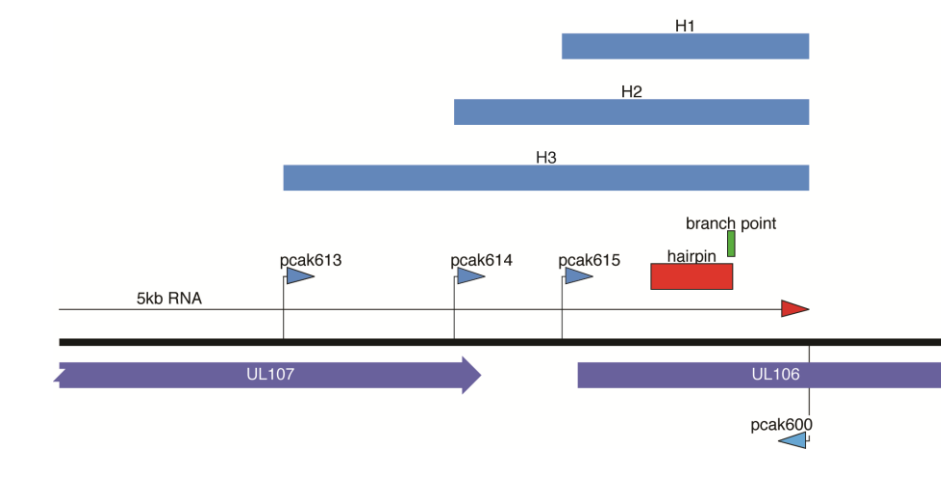 H1
H2
H3
branch point
pcak613
pcak614
pcak615
hairpin
5kb RNA
UL107
UL106
pcak600